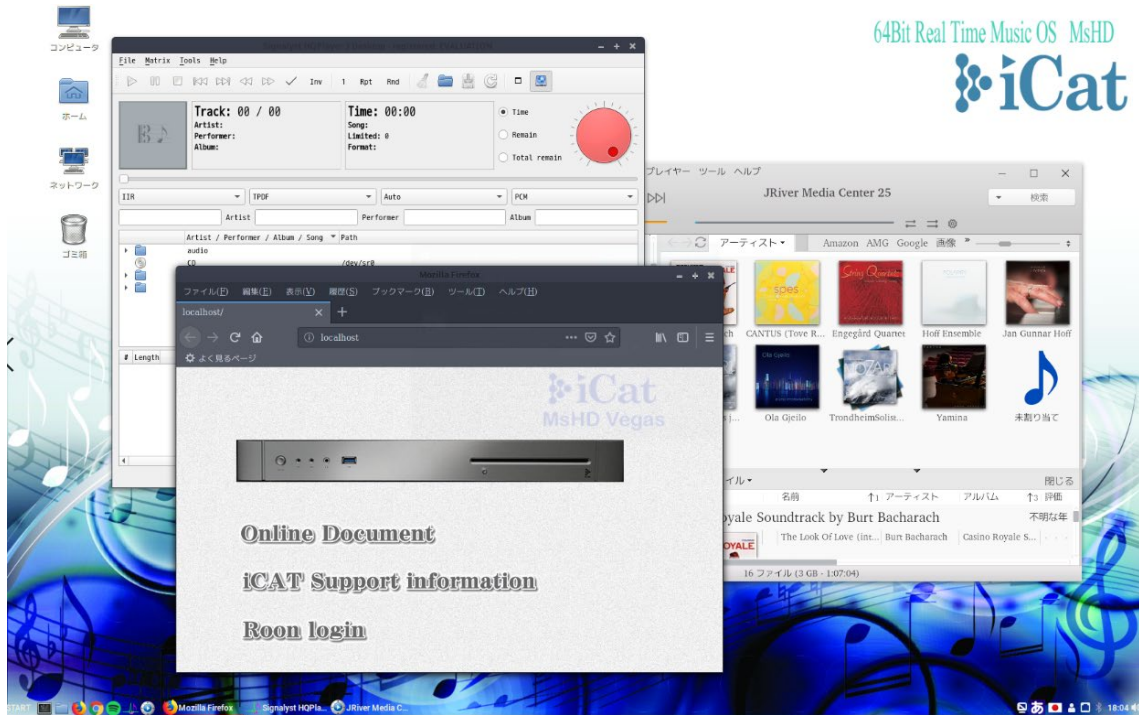 コンピュータ
ホーム
ネットワーク
ゴミ箱
64Bit Real Time Music OS MsHD
iCat
File Matrix Tools Help
Inv 1 Rpt Rnd
Track: 00 / 00
Artist:
Performer:
Album:
Time: 00:00
Song:
Limited: 0
Format:
Time
Remain
Total remain
IIR TPDF Auto PCM
Artist Performer Album
Artist / Performer / Album / Song Path
audio
CD /dev/sr0
# Length
プレイヤー ツール ヘルプ
JRiver Media Center 25
検索
アーティスト Amazon AMG Google 画像 »
CANTUS (Tove R... Engegård Quartet Hoff Ensemble Jan Gunnar Hoff
Ola Gjeilo TrondheimSolist... Yamina 未割り当て
閉じる
名前 ↑1 アーティスト アルバム ↑3 評価
Soundtrack by Burt Bacharach 不明な年
The Look Of Love (int... Burt Bacharach Casino Royale S...
16 ファイル (3 GB - 1:07:04)
Mozilla Firefox
ファイル(F) 編集(E) 表示(V) 履歴(S) ブックマーク(B) ツール(T) ヘルプ(H)
localhost/
localhost
よく見るページ
iCat
MsHD Vegas
Online Document
iCAT Support information
Roon login
START Mozilla Firefox Signalyst HQPla... JRiver Media C... あ 18:04